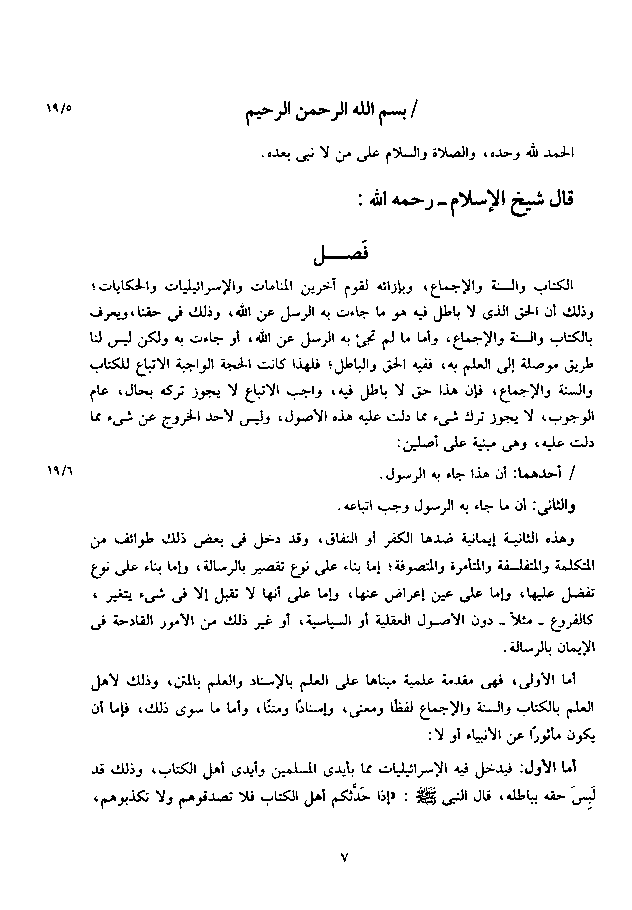 / بسم الله الرحمن الرحيم ١٩/٥
الحمد لله وحده، والصلاة والسلام على من لا نبى بعده.
قال شيخ الإسلام ـ رحمه الله :
فَصــل
الكتاب والسنة والإجماع، وبإزائه لقوم آخرين المنامات والإسرائيليات والحكايات؛
وذلك أن الحق الذى لا باطل فيه هو ما جاءت به الرسل عن الله، وذلك فى حقنا،ويعرف
بالكتاب والسنة والإجماع، وأما ما لم تجئ به الرسل عن الله، أو جاءت به ولكن ليس لنا
طريق موصلة إلى العلم به، ففيه الحق والباطل؛ فلهذا كانت الحجة الواجبة الاتباع للكتاب
والسنة والإجماع، فإن هذا حق لا باطل فيه، واجب الاتباع لا يجوز تركه بحال، عام
الوجوب، لا يجوز ترك شىء مما دلت عليه هذه الأصول، وليس لأحد الخروج عن شىء مما
دلت عليه، وهى مبنية على أصلين:
/ أحدهما: أن هذا جاء به الرسول. ١٩/٦
والثانى: أن ما جاء به الرسول وجب اتباعه.
وهذه الثانية إيمانية ضدها الكفر أو النفاق، وقد دخل فى بعض ذلك طوائف من
المتكلمة والمتفلسفة والمتأمرة والمتصوفة؛ إما بناء على نوع تقصير بالرسالة، وإما بناء على نوع
تفضل عليها، وإما على عين إعراض عنها، وإما على أنها لا تقبل إلا فى شىء يتغير ،
كالفروع ـ مثلاً ـ دون الأصول العقلية أو السياسية، أو غير ذلك من الأمور القادحة فى
الإيمان بالرسالة.
أما الأولى، فهى مقدمة علمية مبناها على العلم بالإسناد والعلم بالمتن، وذلك لأهل
العلم بالكتاب والسنة والإجماع لفظًا ومعنى، وإسنادًا ومتنًا، وأما ما سوى ذلك، فإما أن
يكون مأثورًا عن الأنبياء أو لا:
أما الأول: فيدخل فيه الإسرائيليات مما بأيدى المسلمين وأيدى أهل الكتاب، وذلك قد
لَبِسَ حقه بباطله، قال النبي ﷺ : «إذا حَدَّثكم أهل الكتاب فلا تصدقوهم ولا تكذبوهم،
٧